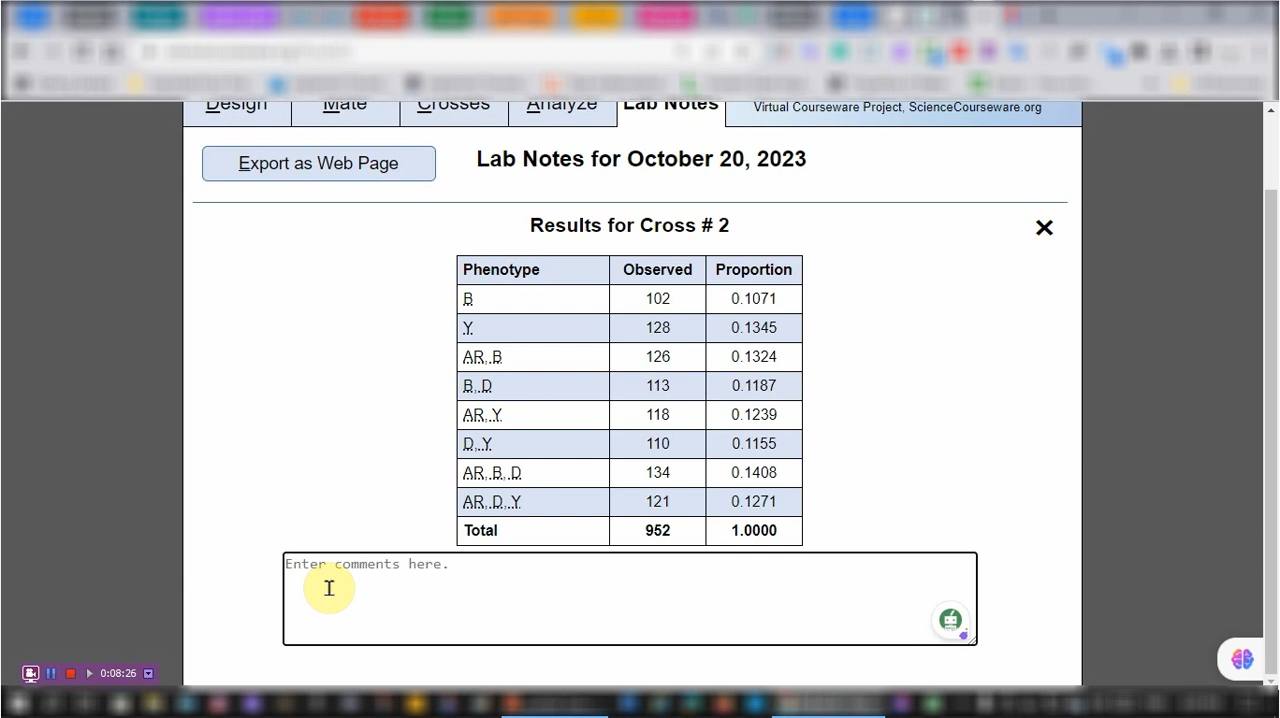 Design Mate Crosses Analyze Lab Notes Virtual Courseware Project, ScienceCourseware.org
Export as Web Page Lab Notes for October 20, 2023
Results for Cross # 2
Phenotype Observed Proportion
B 102 0.1071
Y 128 0.1345
AR, B 126 0.1324
B, D 113 0.1187
AR, Y 118 0.1239
D, Y 110 0.1155
AR, B, D 134 0.1408
AR, D, Y 121 0.1271
Total 952 1.0000
Enter comments here.
0:08:26